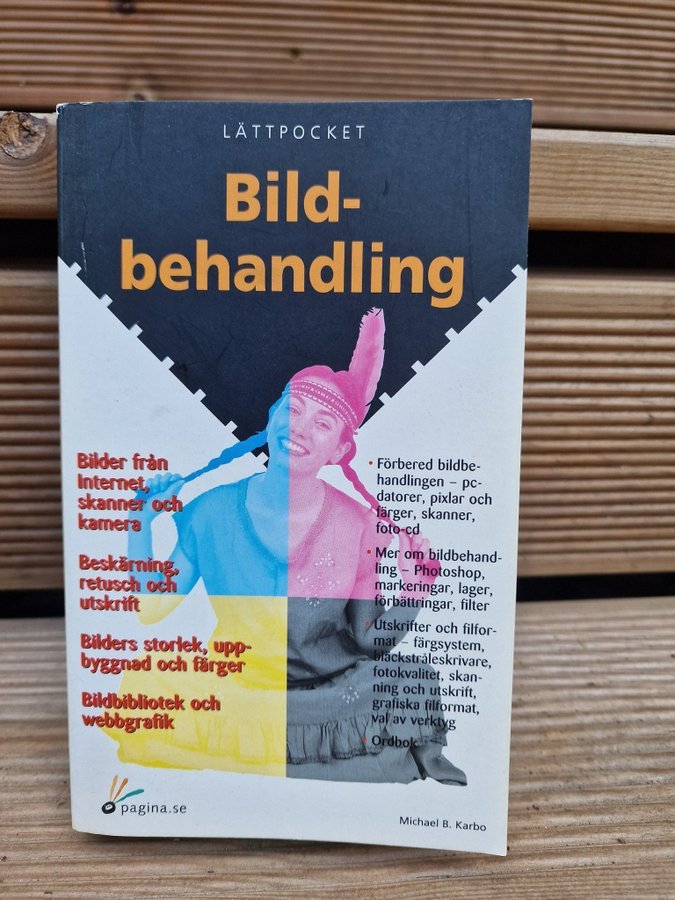 LÄTTPOCKET
Bild-
behandling
Bilder från
Internet,
skanner och
kamera
Beskärning,
retusch och
utskrift
Bilders storlek, upp-
byggnad och färger
Bildbibliotek och
webbgrafik
• Förbered bildbe-
handlingen – pc-
datorer, pixlar och
färger, skanner,
foto-cd
• Mer om bildbehand-
ling – Photoshop,
markeringar, lager,
förbättringar, filter
• Utskrifter och filfor-
mat – färgsystem,
bläckstråleskrivare,
fotokvalitet, skan-
ning och utskrift,
grafiska filformat,
val av verktyg
• Ordbok
pagina.se
Michael B. Karbo